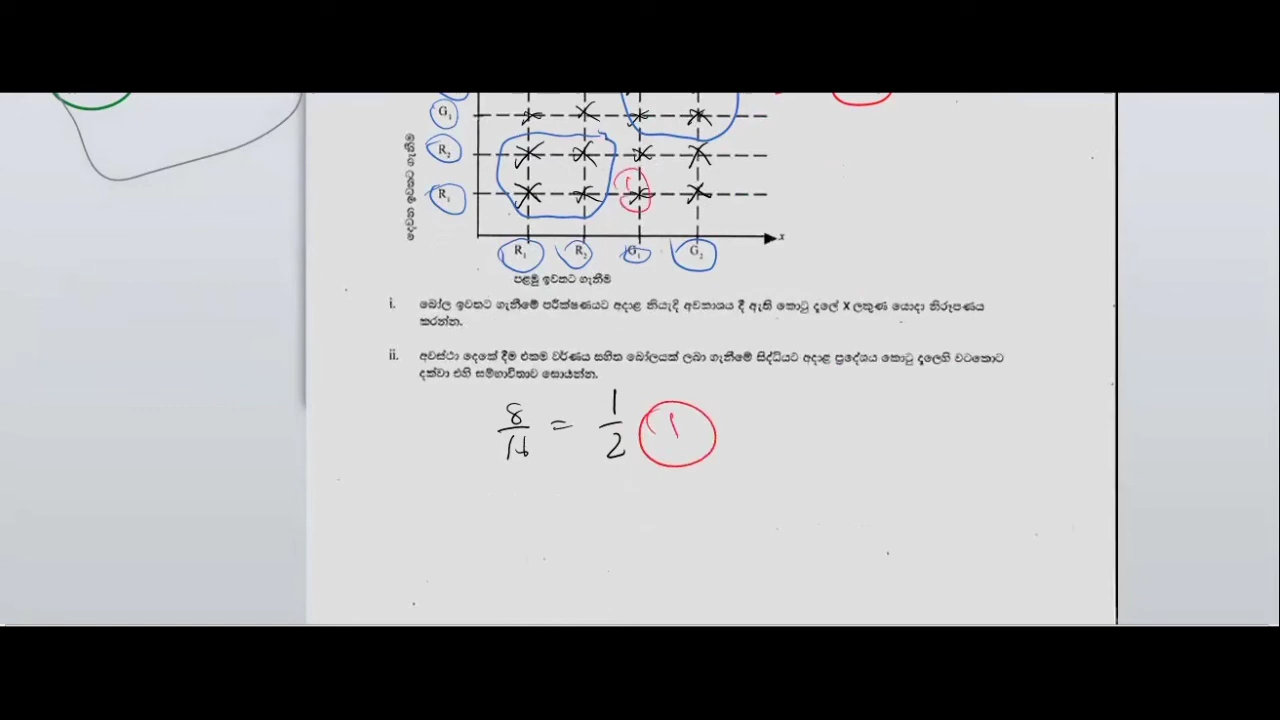 G₁
R₂
R₁
දෙවන ඉවතට ගැනීම
R₁ R₂ G₁ G₂ x
පළමු ඉවතට ගැනීම
1
i. බෝල ඉවතට ගැනීමේ පරීක්ෂණයට අදාළ නියැදි අවකාශය දී ඇති කොටු දැලේ X ලකුණ යොදා නිරූපණය
කරන්න.
ii. අවස්ථා දෙකේ දීම එකම වර්ණය සහිත බෝලයක් ලබා ගැනීමේ සිද්ධියට අදාළ ප්‍රදේශය කොටු දැලෙහි වටකොට
දක්වා එහි සම්භාවිතාව සොයන්න.
8/16 = 1/2 1